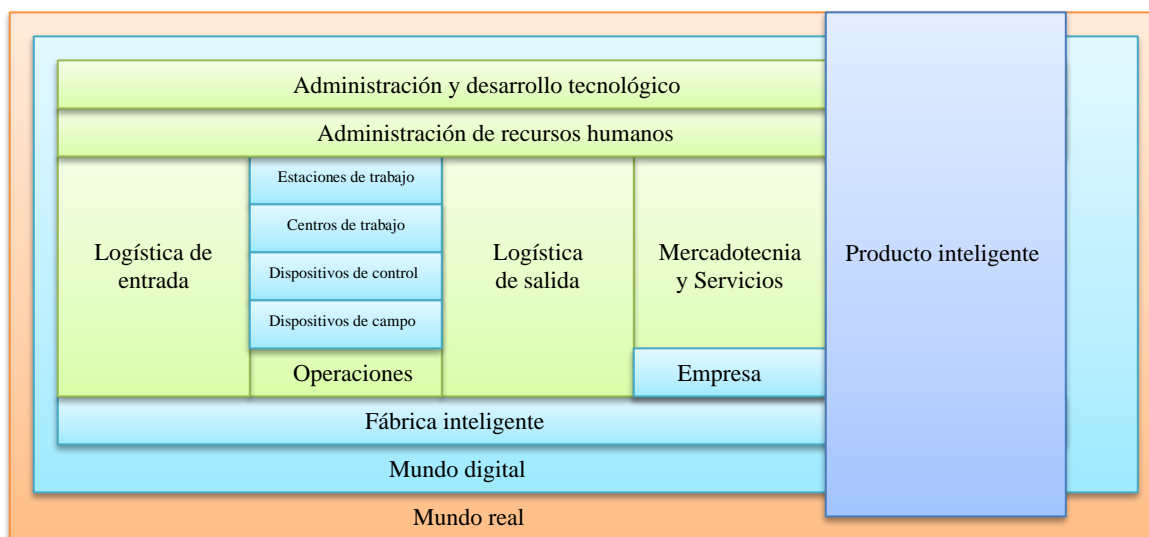 Administración y desarrollo tecnológico
Administración de recursos humanos
Logística de
entrada
Estaciones de trabajo
Centros de trabajo
Dispositivos de control
Dispositivos de campo
Operaciones
Logística
de salida
Mercadotecnia
y Servicios
Empresa
Producto inteligente
Fábrica inteligente
Mundo digital
Mundo real